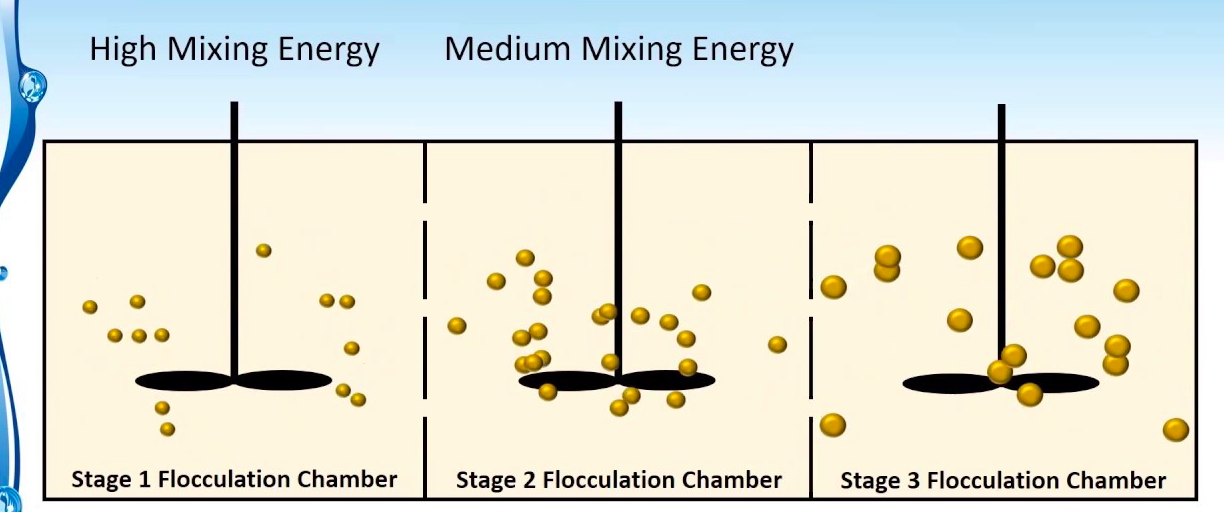 High Mixing Energy
Medium Mixing Energy
Stage 1 Flocculation Chamber
Stage 2 Flocculation Chamber
Stage 3 Flocculation Chamber